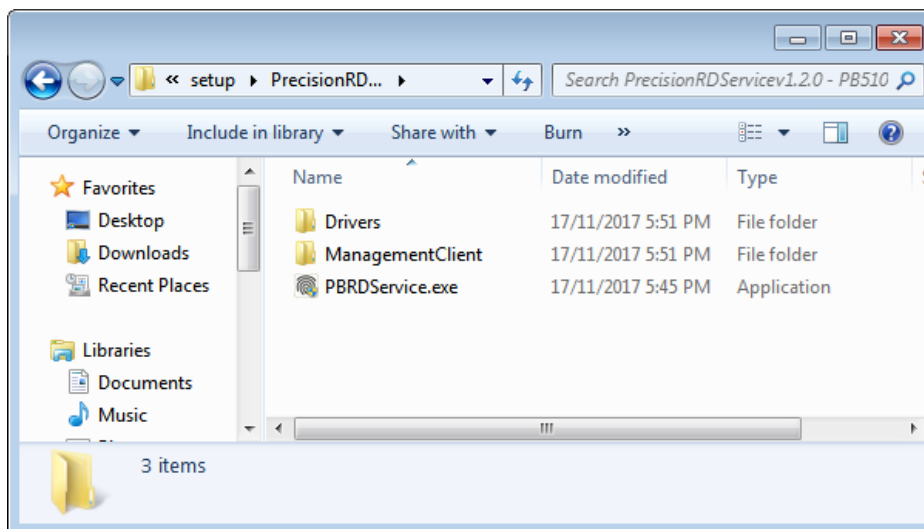 « setup ▸ PrecisionRD... ▸ Search PrecisionRDServicev1.2.0 - PB510
Organize Include in library Share with Burn »
Favorites
Desktop
Downloads
Recent Places
Libraries
Documents
Music
Name Date modified Type
Drivers 17/11/2017 5:51 PM File folder
ManagementClient 17/11/2017 5:51 PM File folder
PBRDService.exe 17/11/2017 5:45 PM Application
3 items